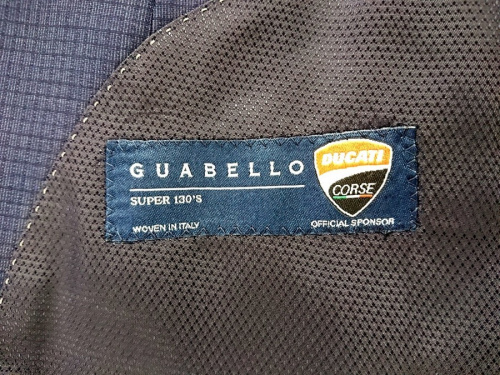 GUABELLO
SUPER 130'S
WOVEN IN ITALY
DUCATI
CORSE
OFFICIAL SPONSOR